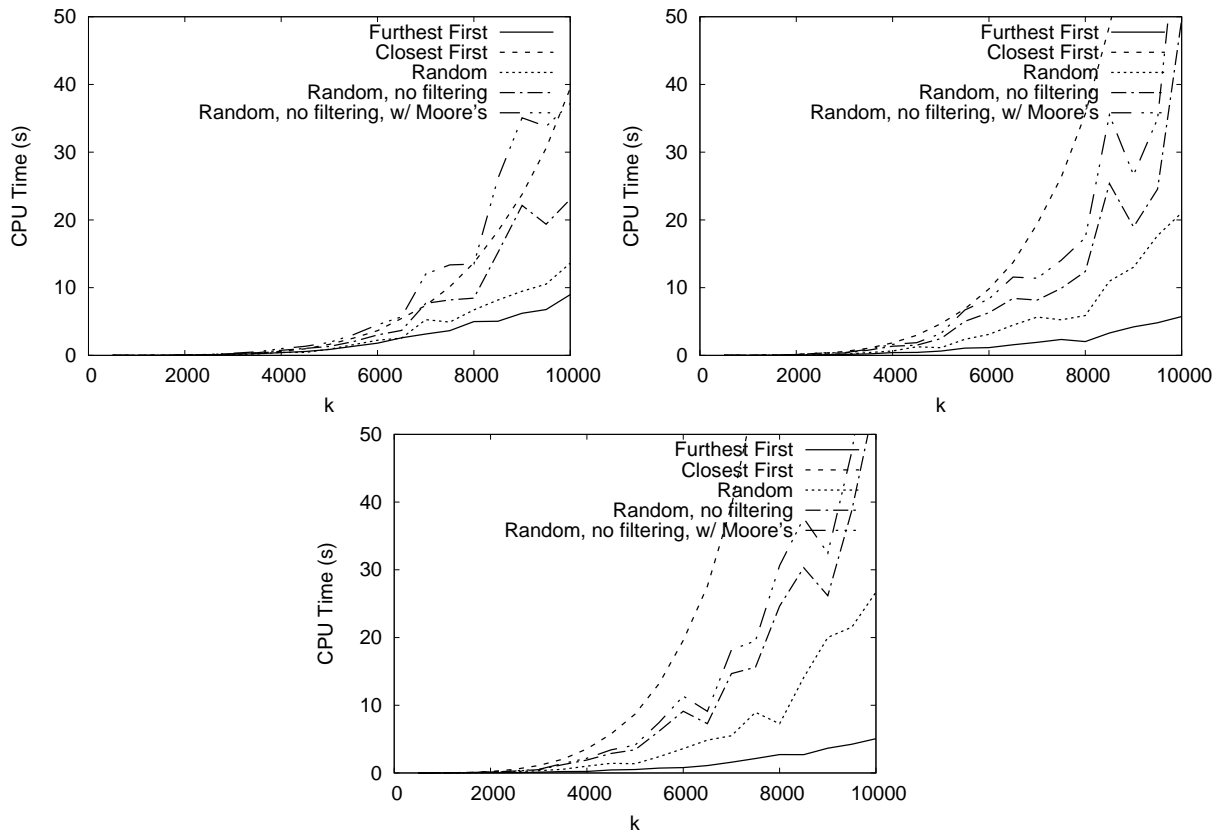 50
40
30
20
10
0
0 2000 4000 6000 8000 10000
CPU Time (s)
k
Furthest First
Closest First
Random
Random, no filtering
Random, no filtering, w/ Moore's
50
40
30
20
10
0
0 2000 4000 6000 8000 10000
CPU Time (s)
k
Furthest First
Closest First
Random
Random, no filtering
Random, no filtering, w/ Moore's
50
40
30
20
10
0
0 2000 4000 6000 8000 10000
CPU Time (s)
k
Furthest First
Closest First
Random
Random, no filtering
Random, no filtering, w/ Moore's